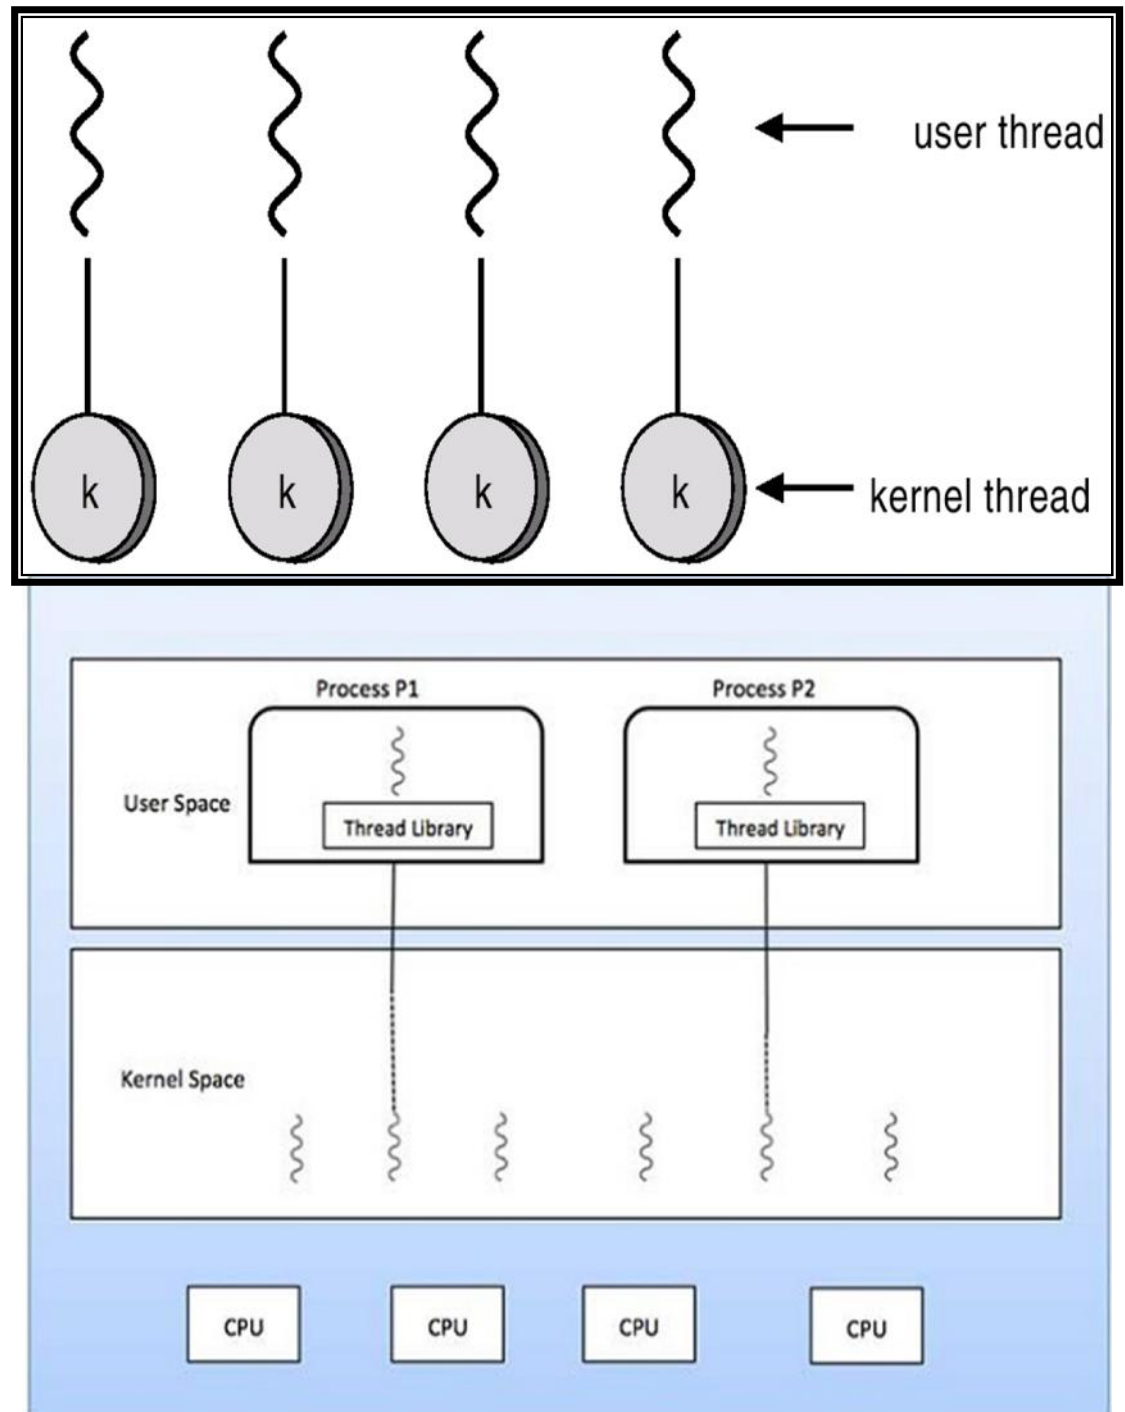 user thread
k k k k
kernel thread
Process P1 Process P2
User Space
Thread Library Thread Library
Kernel Space
CPU CPU CPU CPU